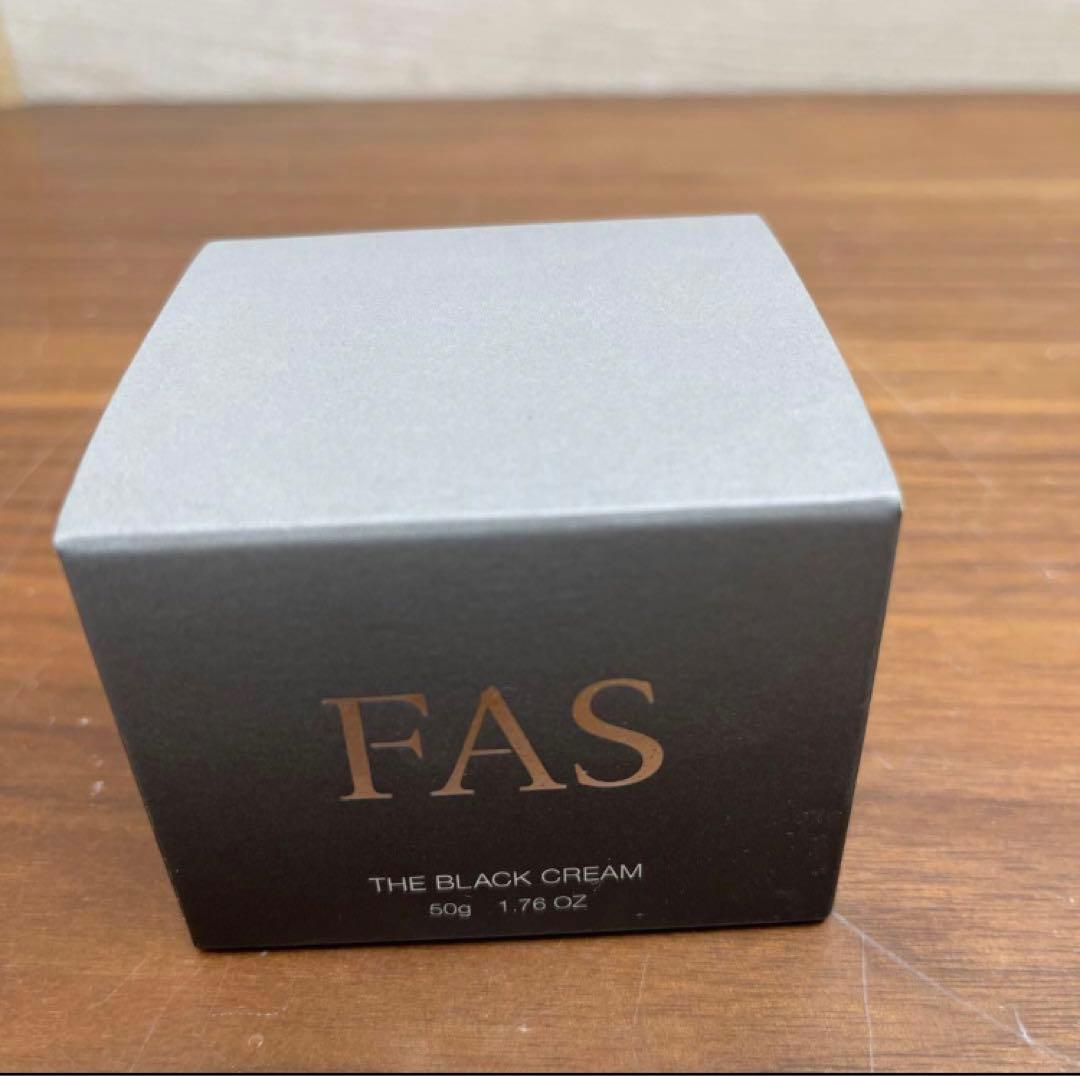 FAS
THE BLACK CREAM
50g 1.76 OZ